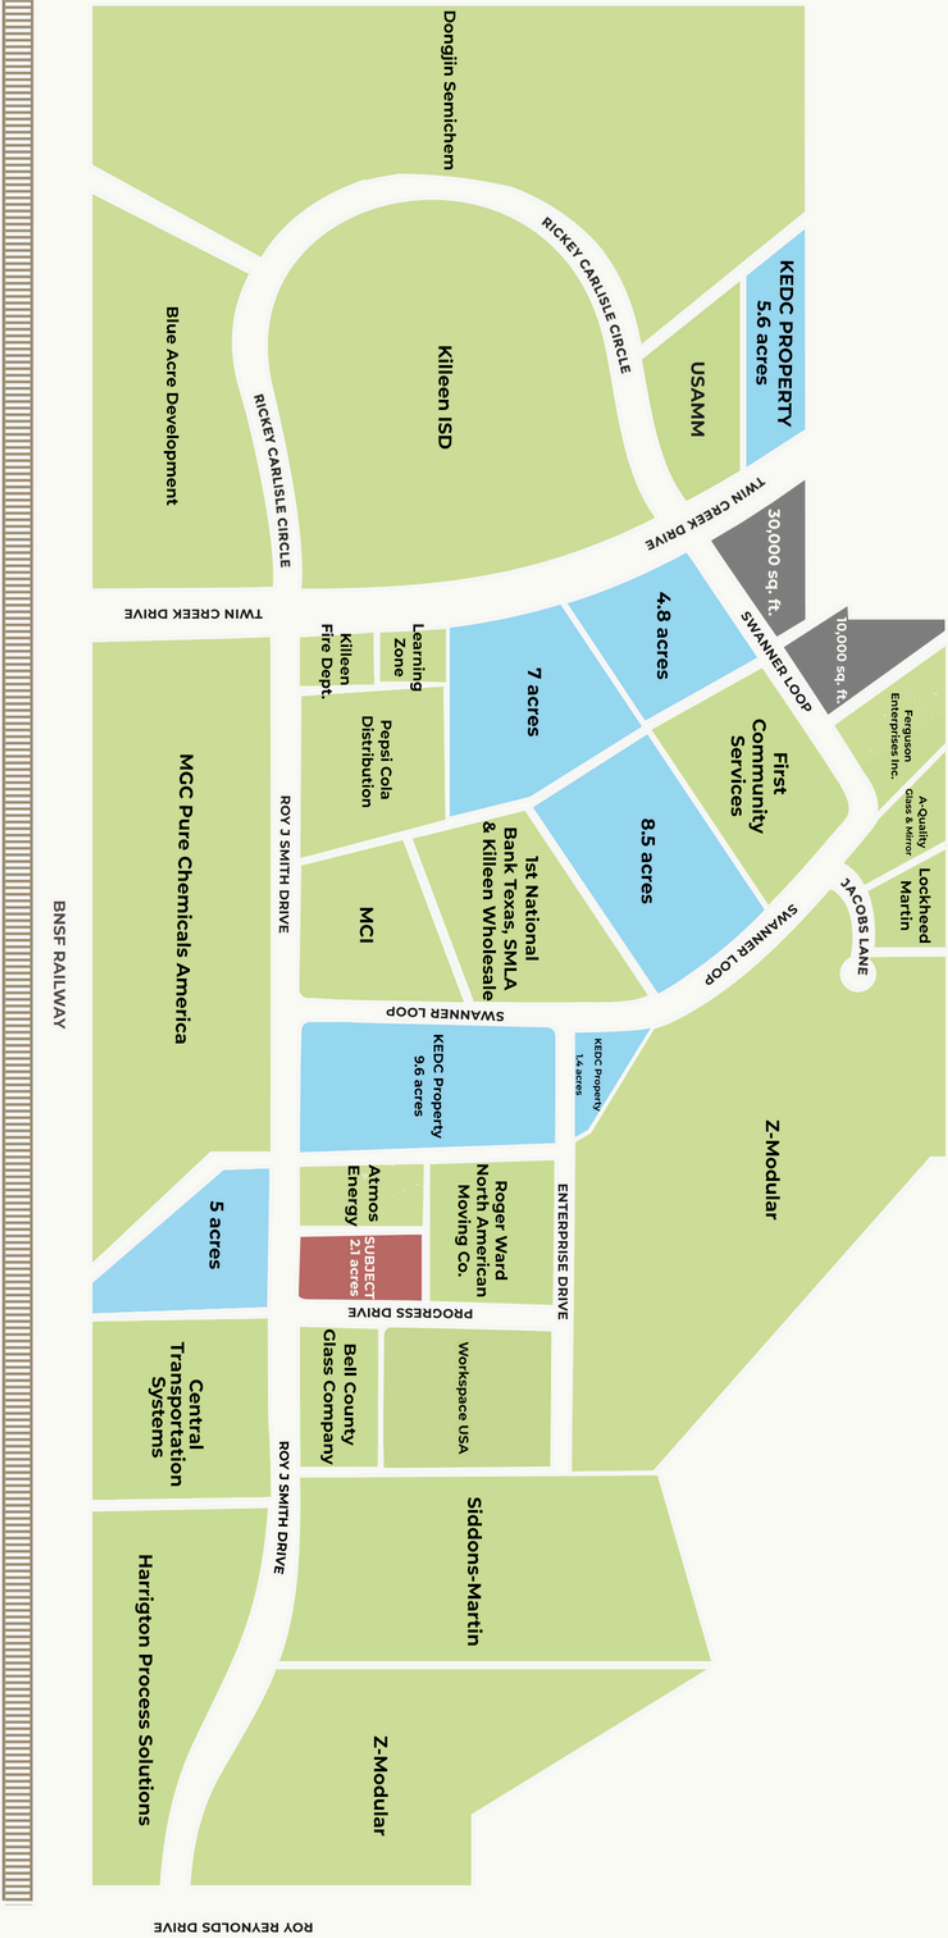 Dongjin Semichem
RICKEY CARLISLE CIRCLE
KEDC PROPERTY
5.6 acres
USAMM
Blue Acre Development
Killeen ISD
RICKEY CARLISLE CIRCLE
TWIN CREEK DRIVE
30,000 sq. ft.
TWIN CREEK DRIVE
4.8 acres
SWANNER LOOP
10,000 sq. ft.
Killeen
Fire Dept.
Learning
Zone
7 acres
Ferguson
Enterprises Inc.
Pepsi Cola
Distribution
First
Community
Services
A-Quality
Glass & Mirror
MGC Pure Chemicals America
ROY J SMITH DRIVE
8.5 acres
Lockheed
Martin
1st National
Bank Texas, SMLA
& Killeen Wholesale
MCI
JACOBS LANE
SWANNER LOOP
BNSF RAILWAY
SWANNER LOOP
KEDC Property
9.6 acres
KEDC Property
1.4 acres
Z-Modular
5 acres
Atmos
Energy
Roger Ward
North American
Moving Co.
ENTERPRISE DRIVE
SUBJECT
2.1 acres
PROGRESS DRIVE
Central
Transportation
Systems
Bell County
Glass Company
Workspace USA
ROY J SMITH DRIVE
Siddons-Martin
Harrigton Process Solutions
Z-Modular
ROY REYNOLDS DRIVE